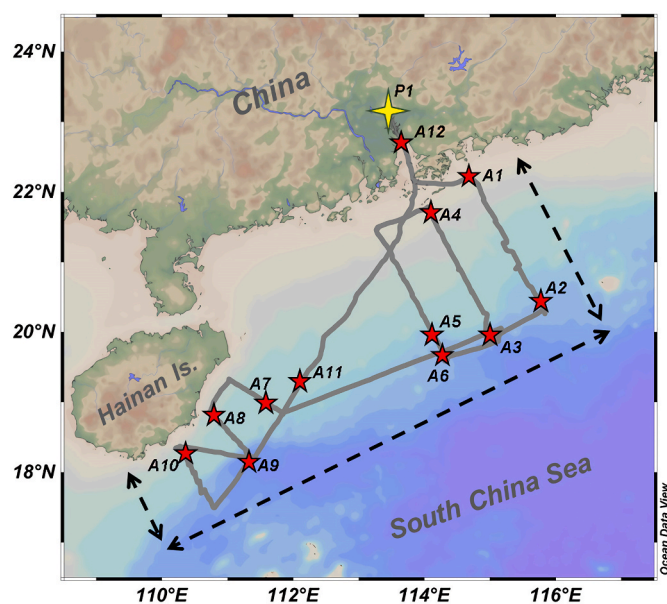 24°N
22°N
20°N
18°N
China
P1
A12
A1
A4
A2
A5
A3
A6
A11
A7
Hainan Is.
A8
A10
A9
South China Sea
Ocean Data View
110°E
112°E
114°E
116°E